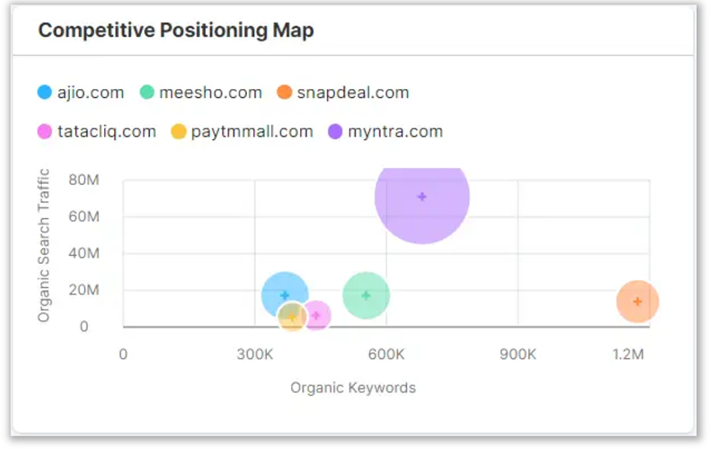 Competitive Positioning Map
ajio.com meesho.com snapdeal.com
tatacliq.com paytmmall.com myntra.com
Organic Search Traffic
80M
60M
40M
20M
0
0 300K 600K 900K 1.2M
Organic Keywords